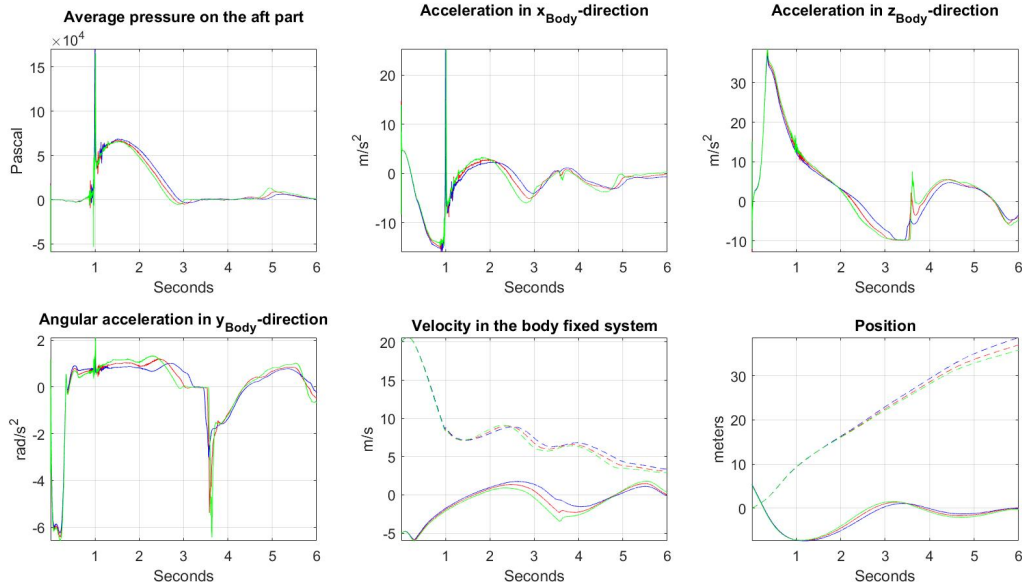 Average pressure on the aft part
×10⁴
15
10
5
0
-5
Pascal
1 2 3 4 5 6
Seconds
Acceleration in x_Body-direction
20
10
0
-10
m/s²
1 2 3 4 5 6
Seconds
Acceleration in z_Body-direction
30
20
10
0
-10
m/s²
1 2 3 4 5 6
Seconds
Angular acceleration in y_Body-direction
2
0
-2
-4
-6
rad/s²
1 2 3 4 5 6
Seconds
Velocity in the body fixed system
20
15
10
5
0
-5
m/s
1 2 3 4 5 6
Seconds
Position
30
20
10
0
meters
1 2 3 4 5 6
Seconds